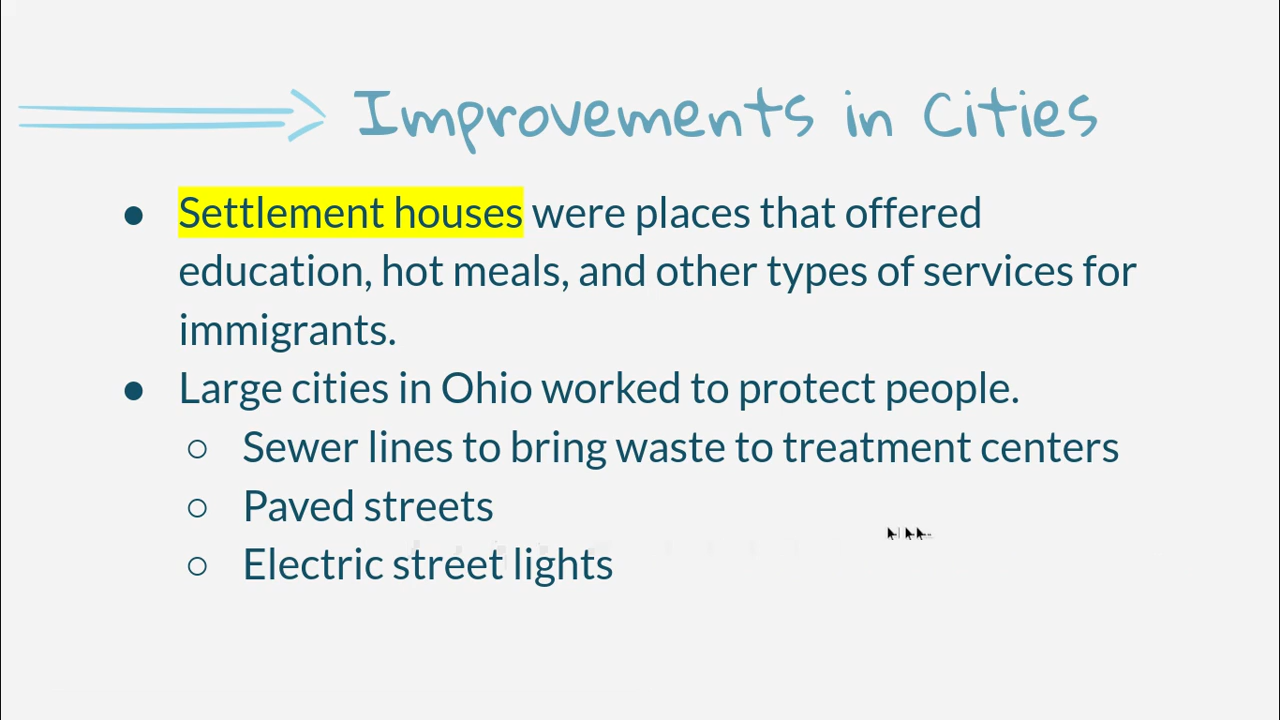 Improvements in Cities
● Settlement houses were places that offered
education, hot meals, and other types of services for
immigrants.
● Large cities in Ohio worked to protect people.
○ Sewer lines to bring waste to treatment centers
○ Paved streets
○ Electric street lights